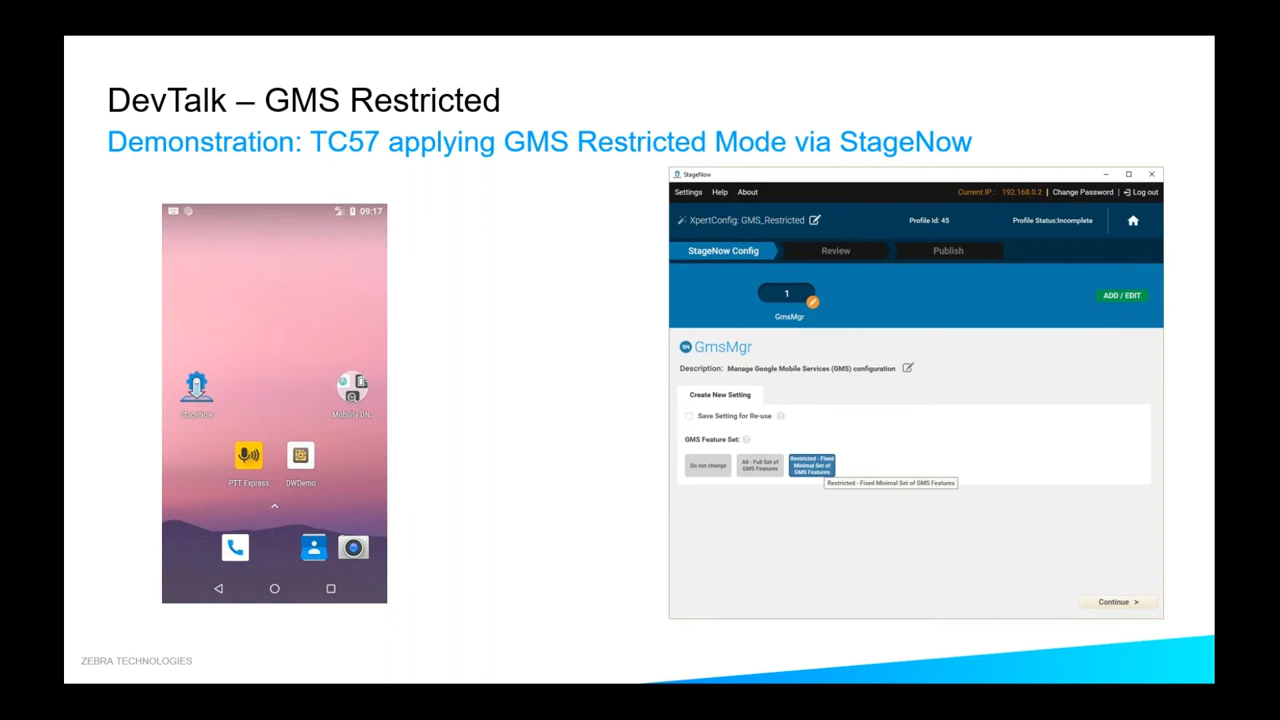 DevTalk – GMS Restricted
Demonstration: TC57 applying GMS Restricted Mode via StageNow
09:17
StageNow
Mobility DN...
PTT Express
DWDemo
StageNow
Settings Help About
Current IP : 192.168.0.2 | Change Password | Log out
XpertConfig: GMS_Restricted
Profile Id: 45
Profile Status:Incomplete
StageNow Config
Review
Publish
1
ADD / EDIT
GmsMgr
SN GmsMgr
Description: Manage Google Mobile Services (GMS) configuration
Create New Setting
Save Setting for Re-use ?
GMS Feature Set: ?
Do not change
All - Full Set of
GMS Features
Restricted - Fixed
Minimal Set of
GMS Features
Restricted - Fixed Minimal Set of GMS Features
Continue >
ZEBRA TECHNOLOGIES